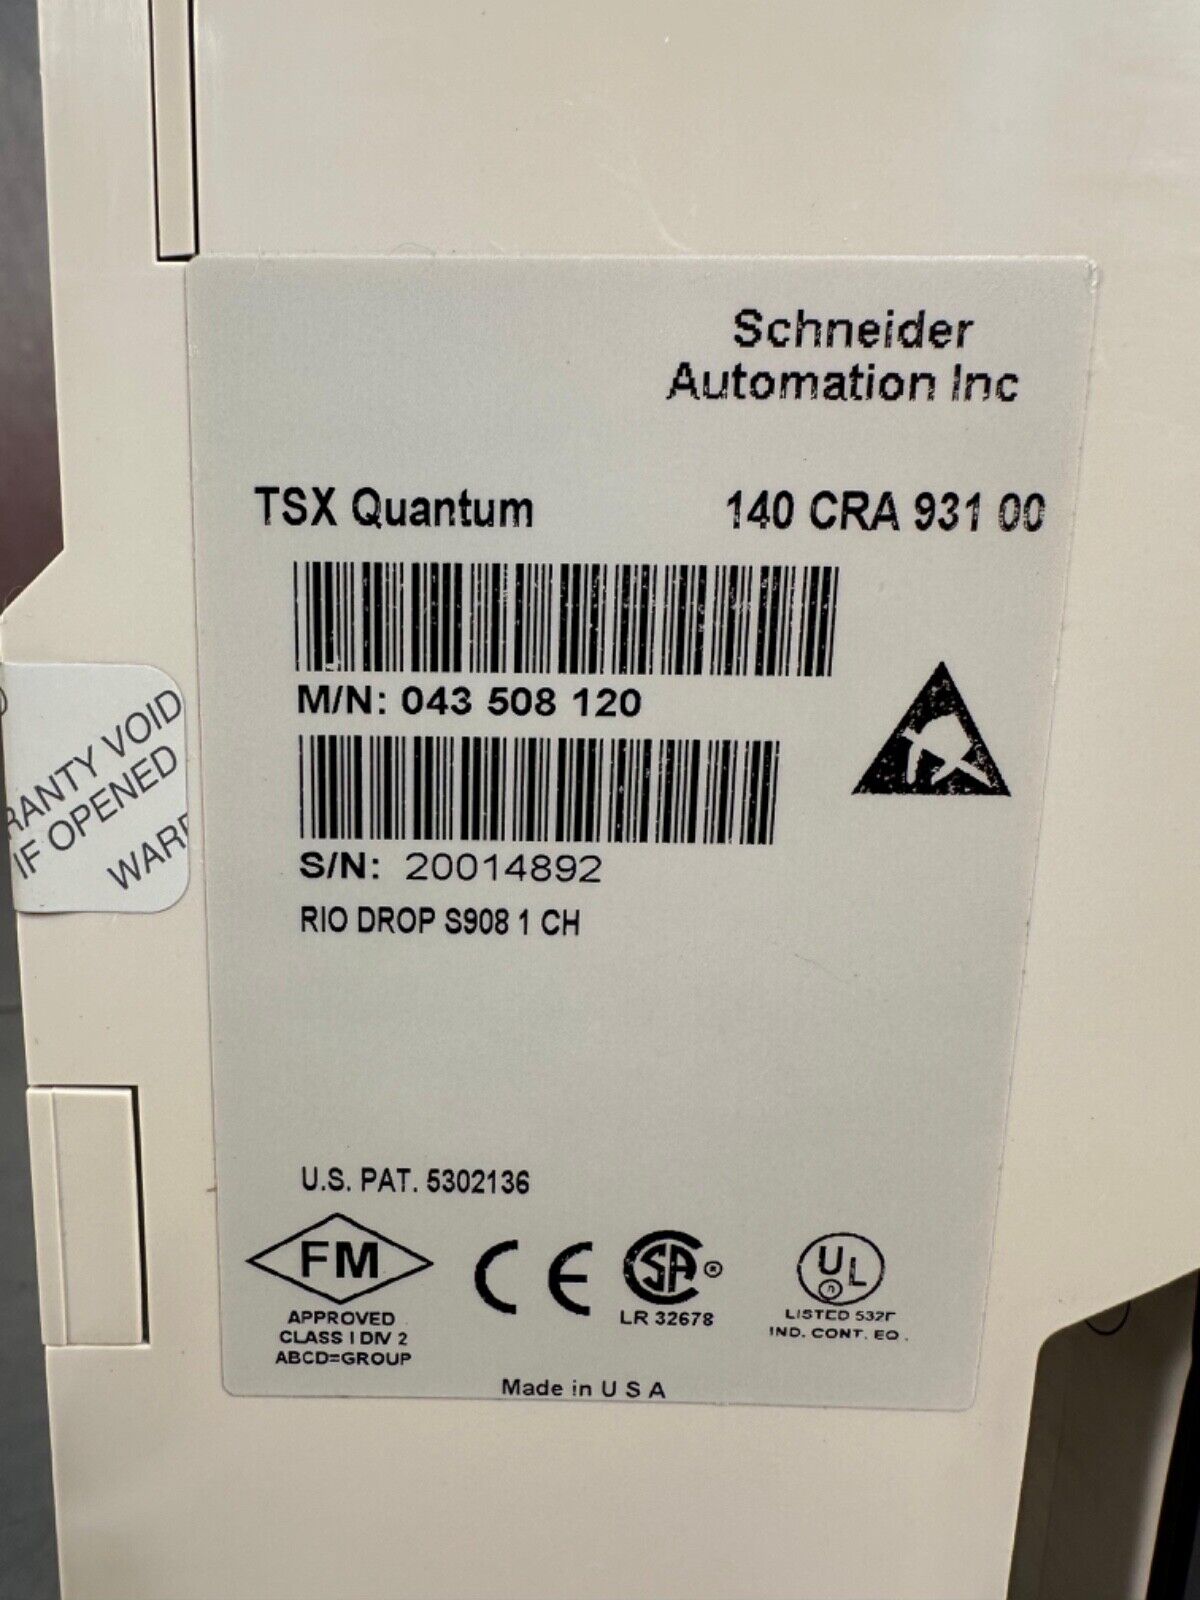 Schneider
Automation Inc
TSX Quantum 140 CRA 931 00
M/N: 043 508 120
S/N: 20014892
RIO DROP S908 1 CH
RANTY VOID
IF OPENED
WARR
U.S. PAT. 5302136
FM
APPROVED
CLASS I DIV 2
ABCD=GROUP
CE
SA ®
LR 32678
UL
LISTED
IND. CONT. EQ.
Made in U S A